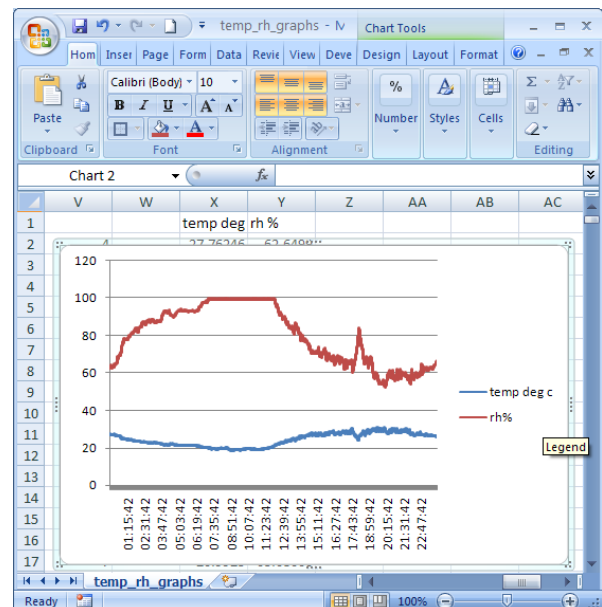 temp_rh_graphs - M
Chart Tools
Hom Inser Page Form Data Revie View Deve Design Layout Format
Calibri (Body) 10
B I U A A
A
Paste
% 
Number Styles Cells
Σ
Clipboard Font Alignment Editing
Chart 2 fx
V W X Y Z AA AB AC
1 temp deg rh %
2 4 27.76246 62.6498
3
4
5
6
7
8
9
10
11
12
13
14
15
16
17
120
100
80
60
40
20
0
01:15:42
02:31:42
03:47:42
05:03:42
06:19:42
07:35:42
08:51:42
10:07:42
11:23:42
12:39:42
13:55:42
15:11:42
16:27:42
17:43:42
18:59:42
20:15:42
21:31:42
22:47:42
temp deg c
rh%
Legend
temp_rh_graphs
Ready 100%